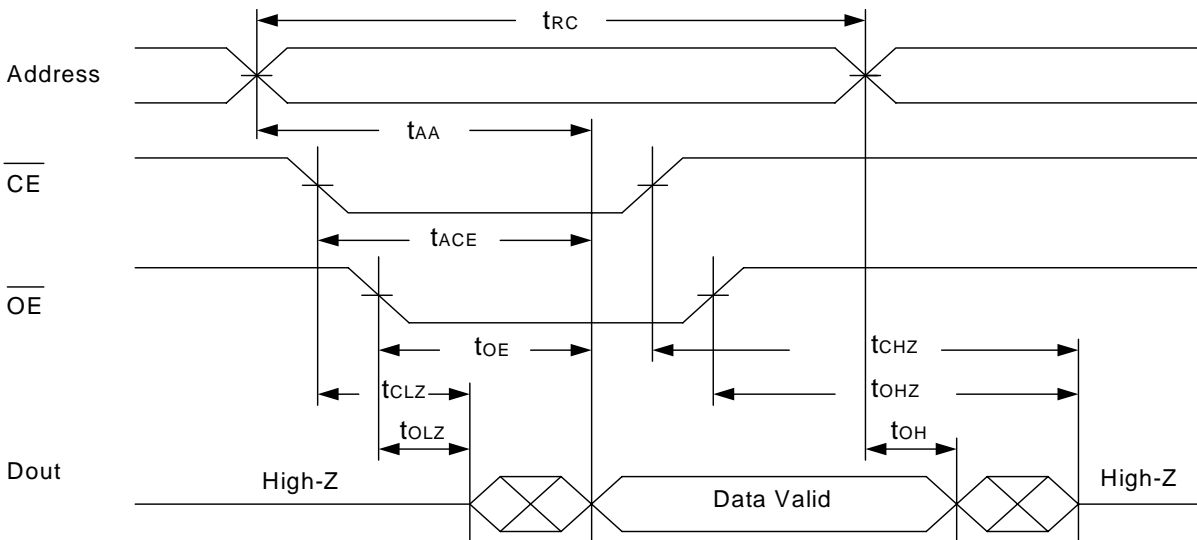 tRC
Address
tAA
CE
tACE
OE
tOE
tCHZ
tCLZ
tOHZ
tOLZ
tOH
Dout
High-Z
Data Valid
High-Z